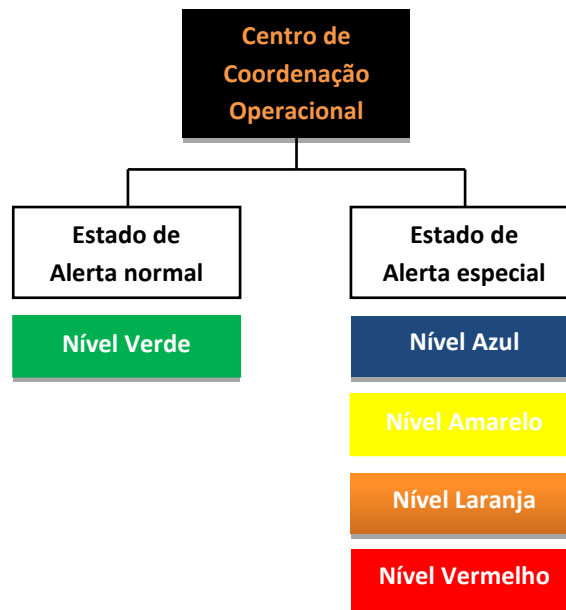 Centro de
Coordenação
Operacional
Estado de
Alerta normal
Nível Verde
Estado de
Alerta especial
Nível Azul
Nível Amarelo
Nível Laranja
Nível Vermelho